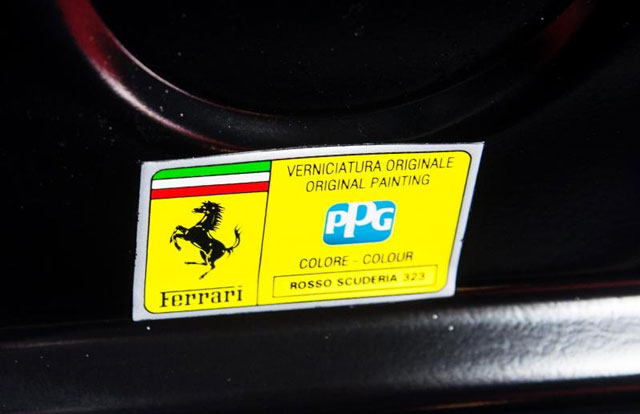 VERNICIATURA ORIGINALE
ORIGINAL PAINTING
PPG
COLORE - COLOUR
ROSSO SCUDERIA 323
Ferrari